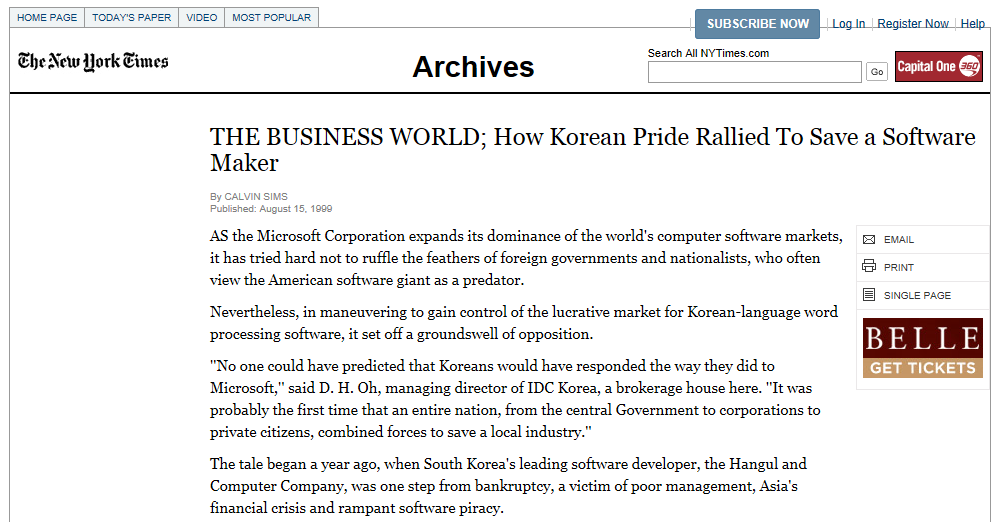 HOME PAGE TODAY'S PAPER VIDEO MOST POPULAR
SUBSCRIBE NOW Log In Register Now Help
The New York Times
Archives
Search All NYTimes.com
Go
Capital One 360
THE BUSINESS WORLD; How Korean Pride Rallied To Save a Software
Maker
By CALVIN SIMS
Published: August 15, 1999
AS the Microsoft Corporation expands its dominance of the world's computer software markets,
it has tried hard not to ruffle the feathers of foreign governments and nationalists, who often
view the American software giant as a predator.
Nevertheless, in maneuvering to gain control of the lucrative market for Korean-language word
processing software, it set off a groundswell of opposition.
"No one could have predicted that Koreans would have responded the way they did to
Microsoft," said D. H. Oh, managing director of IDC Korea, a brokerage house here. "It was
probably the first time that an entire nation, from the central Government to corporations to
private citizens, combined forces to save a local industry."
The tale began a year ago, when South Korea's leading software developer, the Hangul and
Computer Company, was one step from bankruptcy, a victim of poor management, Asia's
financial crisis and rampant software piracy.
EMAIL
PRINT
SINGLE PAGE
BELLE
GET TICKETS